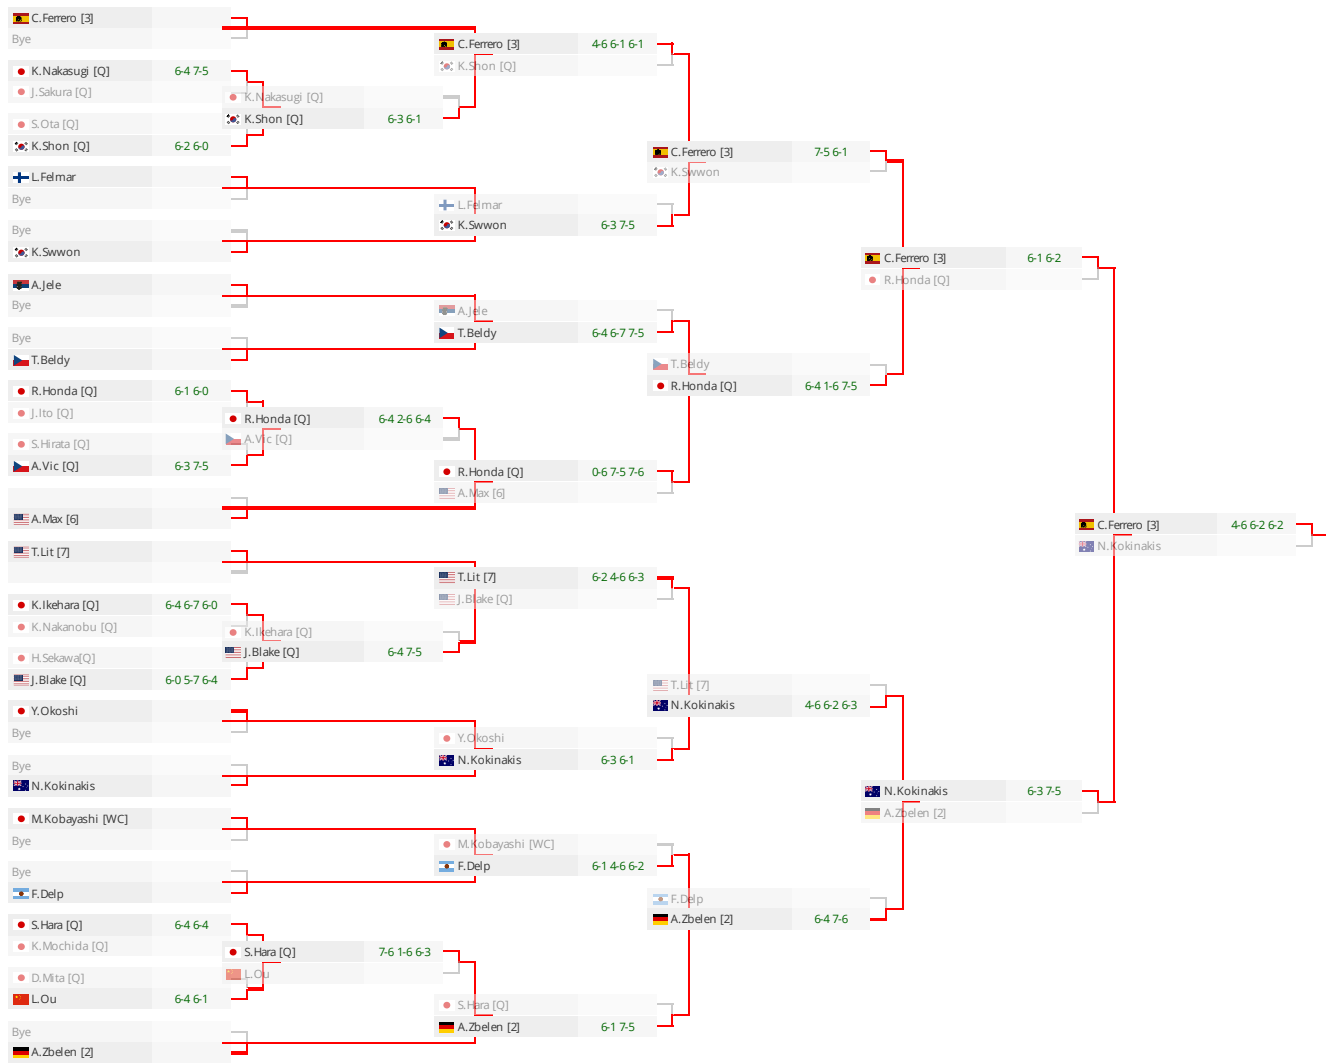 C.Ferrero [3]
Bye
K.Nakasugi [Q] 6-4 7-5
J.Sakura [Q]
S.Ota [Q]
K.Shon [Q] 6-2 6-0
L.Felmar
Bye
Bye
K.Swwon
A.Jele
Bye
Bye
T.Beldy
R.Honda [Q] 6-1 6-0
J.Ito [Q]
S.Hirata [Q]
A.Vic [Q] 6-3 7-5
A.Max [6]
T.Lit [7]
K.Ikehara [Q] 6-4 6-7 6-0
K.Nakanobu [Q]
H.Sekawa[Q]
J.Blake [Q] 6-0 5-7 6-4
Y.Okoshi
Bye
Bye
N.Kokinakis
M.Kobayashi [WC]
Bye
Bye
F.Delp
S.Hara [Q] 6-4 6-4
K.Mochida [Q]
D.Mita [Q]
L.Ou 6-4 6-1
Bye
A.Zbelen [2]
K.Nakasugi [Q]
K.Shon [Q] 6-3 6-1
R.Honda [Q] 6-4 2-6 6-4
A.Vic [Q]
K.Ikehara [Q]
J.Blake [Q] 6-4 7-5
S.Hara [Q] 7-6 1-6 6-3
L.Ou
C.Ferrero [3] 4-6 6-1 6-1
K.Shon [Q]
L.Felmar
K.Swwon 6-3 7-5
A.Jele
T.Beldy 6-4 6-7 7-5
R.Honda [Q] 0-6 7-5 7-6
A.Max [6]
T.Lit [7] 6-2 4-6 6-3
J.Blake [Q]
Y.Okoshi
N.Kokinakis 6-3 6-1
M.Kobayashi [WC]
F.Delp 6-1 4-6 6-2
S.Hara [Q]
A.Zbelen [2] 6-1 7-5
C.Ferrero [3] 7-5 6-1
K.Swwon
T.Beldy
R.Honda [Q] 6-4 1-6 7-5
T.Lit [7]
N.Kokinakis 4-6 6-2 6-3
F.Delp
A.Zbelen [2] 6-4 7-6
C.Ferrero [3] 6-1 6-2
R.Honda [Q]
N.Kokinakis 6-3 7-5
A.Zbelen [2]
C.Ferrero [3] 4-6 6-2 6-2
N.Kokinakis